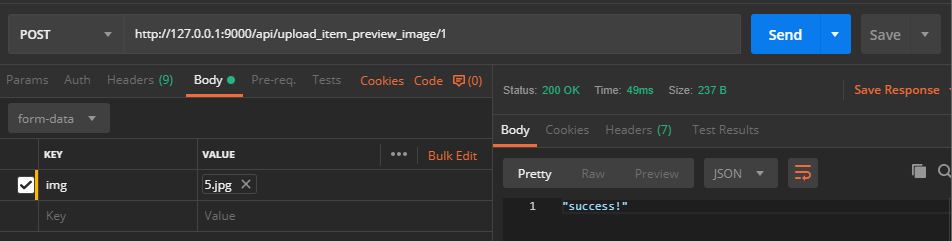 POST http://127.0.0.1:9000/api/upload_item_preview_image/1 Send Save
Params Auth Headers (9) Body Pre-req. Tests Cookies Code (0)
form-data
KEY VALUE ••• Bulk Edit
img 5.jpg
Key Value
Status: 200 OK Time: 49ms Size: 237 B Save Response
Body Cookies Headers (7) Test Results
Pretty Raw Preview JSON
1 "success!"